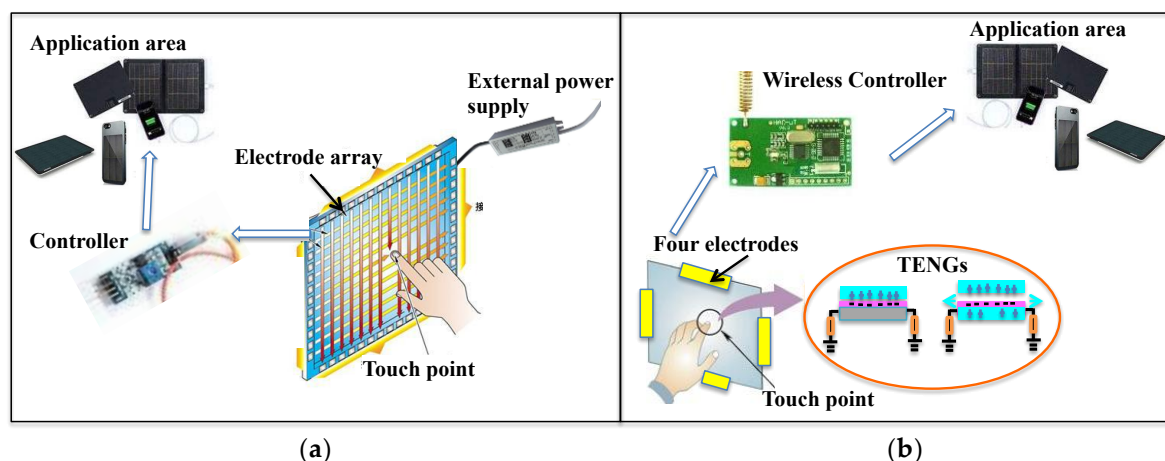 Application area
External power
supply
Electrode array
接
Controller
Touch point
(a)
Application area
Wireless Controller
Four electrodes
TENGs
Touch point
(b)